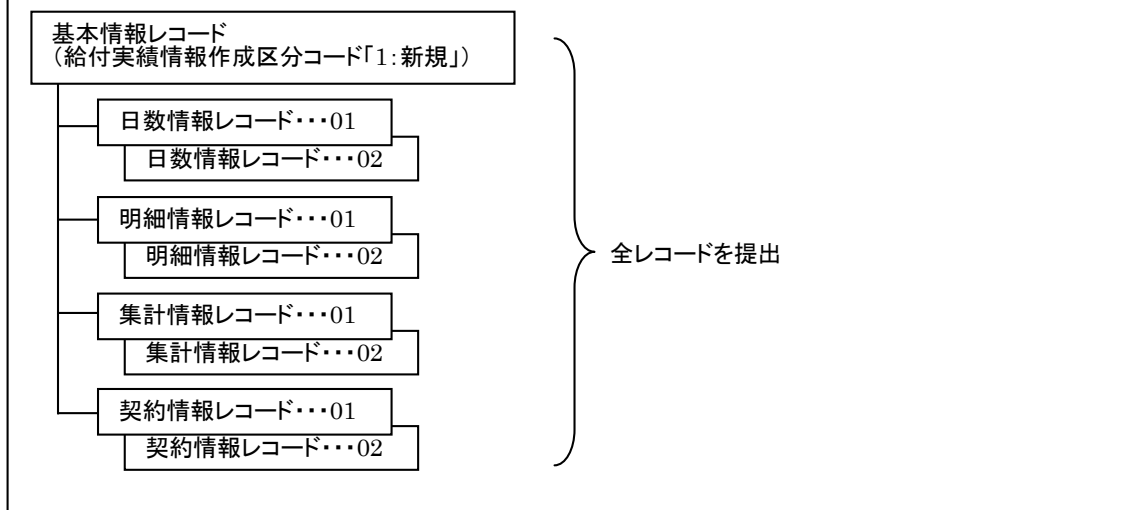 基本情報レコード
（給付実績情報作成区分コード「1：新規」）
日数情報レコード・・・01
日数情報レコード・・・02
明細情報レコード・・・01
明細情報レコード・・・02
全レコードを提出
集計情報レコード・・・01
集計情報レコード・・・02
契約情報レコード・・・01
契約情報レコード・・・02